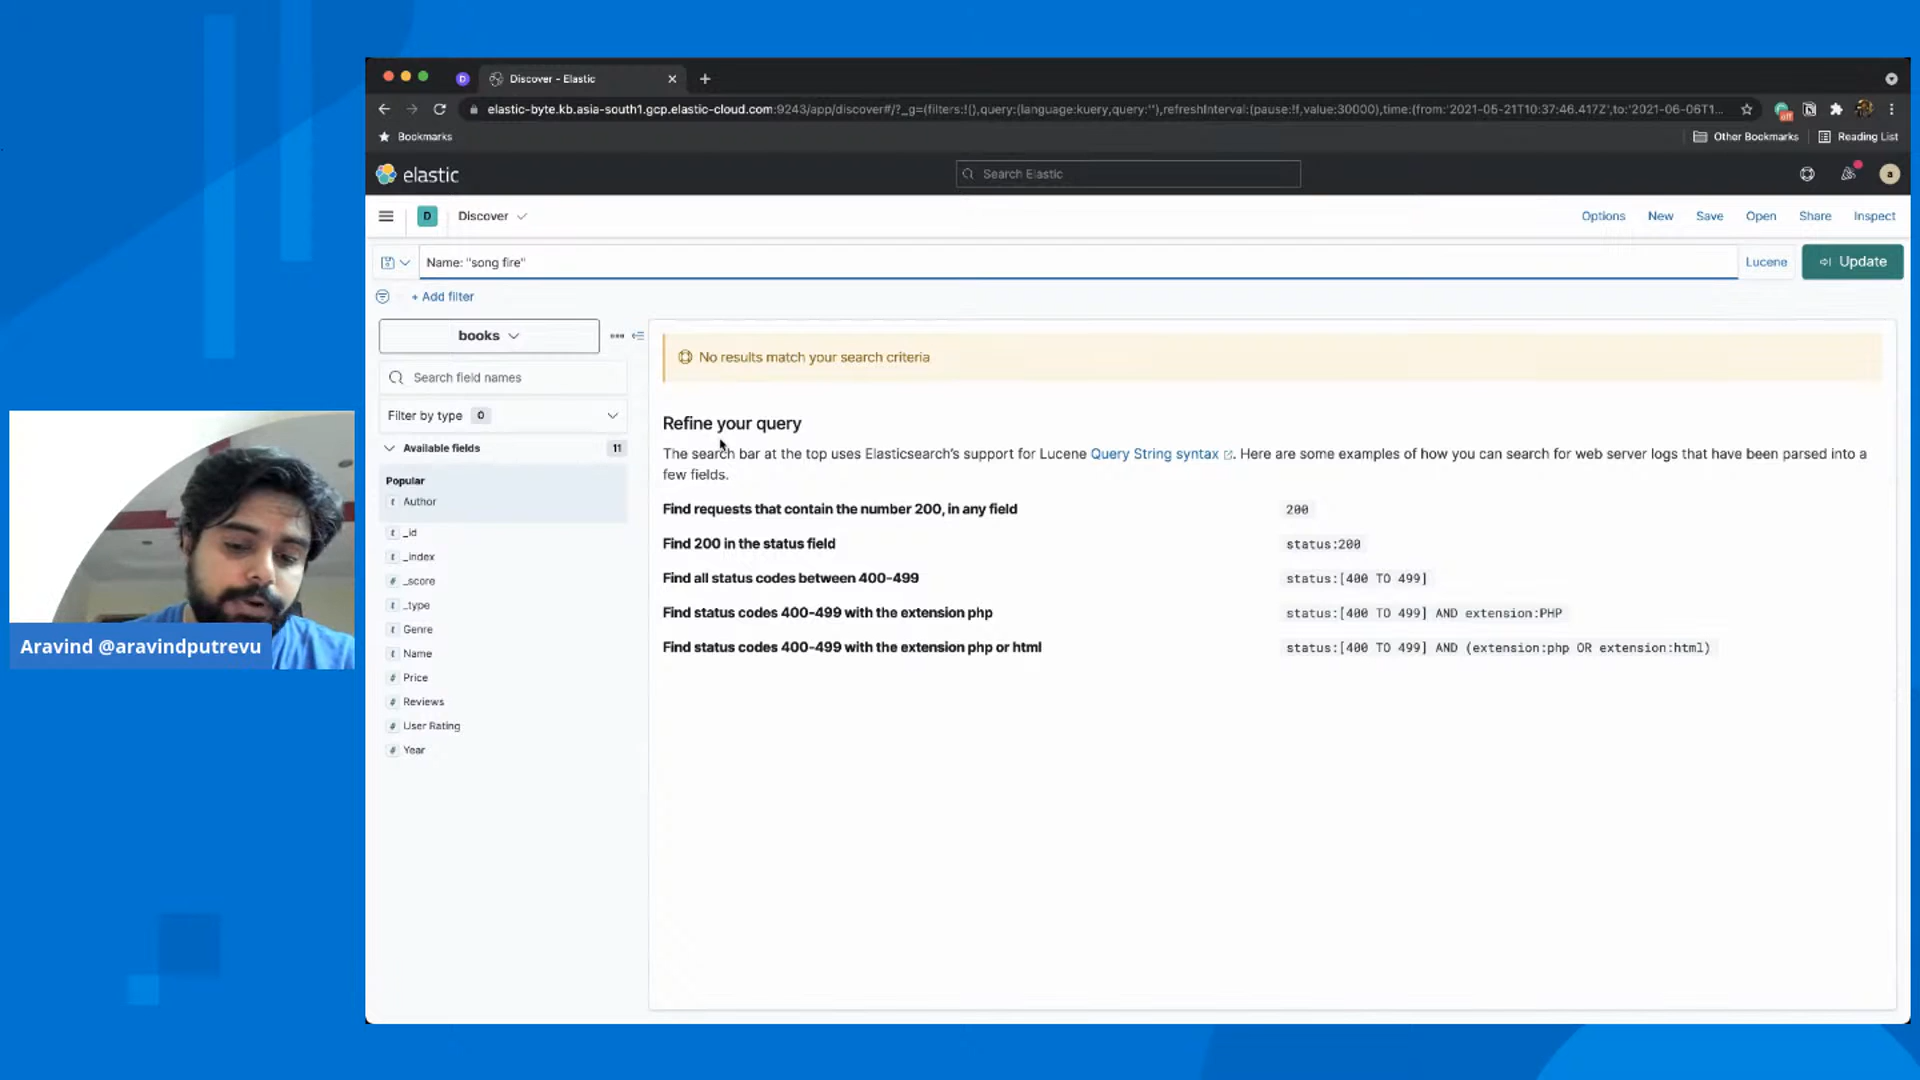 Discover - Elastic
elastic-byte.kb.asia-south1.gcp.elastic-cloud.com:9243/app/discover#/?_g=(filters:!(),query:(language:kuery,query:''),refreshInterval:(pause:!f,value:30000),time:(from:'2021-05-21T10:37:46.417Z',to:'2021-06-06T1...
Bookmarks
Other Bookmarks
Reading List
elastic
Search Elastic
a
D
Discover
Options
New
Save
Open
Share
Inspect
Name: "song fire"
Lucene
Update
+ Add filter
books
Search field names
Filter by type 0
Available fields 11
Popular
t Author
t _id
t _index
# _score
t _type
t Genre
t Name
# Price
# Reviews
# User Rating
# Year
No results match your search criteria
Refine your query
The search bar at the top uses Elasticsearch's support for Lucene Query String syntax. Here are some examples of how you can search for web server logs that have been parsed into a
few fields.
Find requests that contain the number 200, in any field 200
Find 200 in the status field status:200
Find all status codes between 400-499 status:[400 TO 499]
Find status codes 400-499 with the extension php status:[400 TO 499] AND extension:PHP
Find status codes 400-499 with the extension php or html status:[400 TO 499] AND (extension:php OR extension:html)
Aravind @aravindputrevu